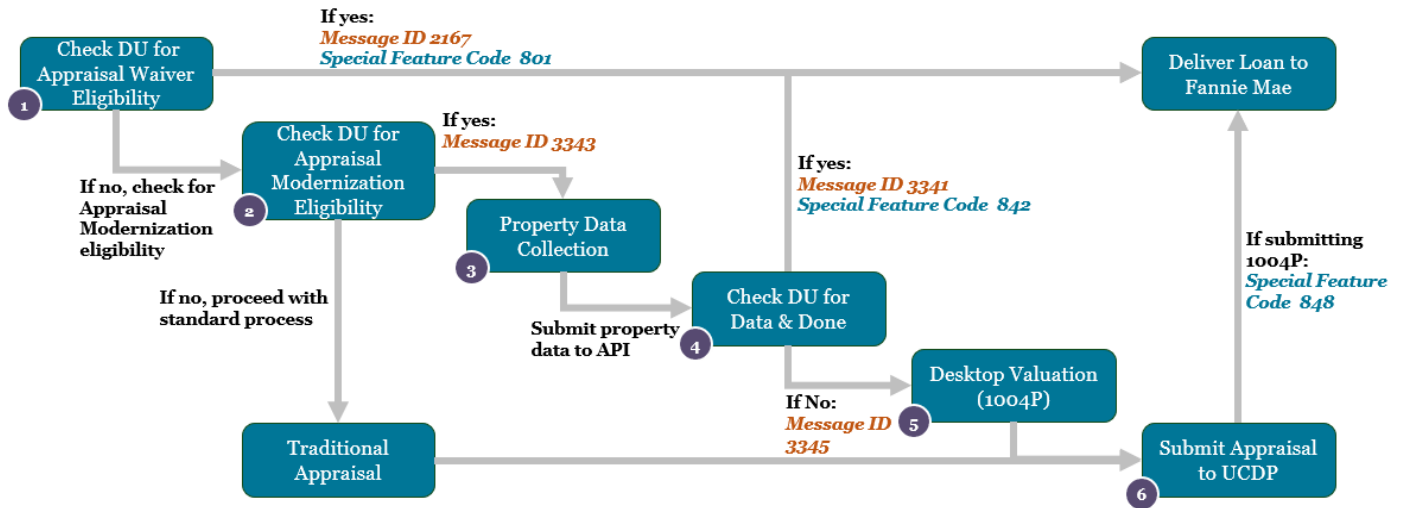 Check DU for
Appraisal Waiver
Eligibility
1
If yes:
Message ID 2167
Special Feature Code 801
Deliver Loan to
Fannie Mae
If no, check for
Appraisal
Modernization
eligibility
Check DU for
Appraisal
Modernization
Eligibility
2
If yes:
Message ID 3343
Property Data
Collection
3
If yes:
Message ID 3341
Special Feature Code 842
If no, proceed with
standard process
Submit property
data to API
Check DU for
Data & Done
4
If submitting
1004P:
Special Feature
Code 848
If No:
Message ID
3345
Desktop Valuation
(1004P)
5
Traditional
Appraisal
Submit Appraisal
to UCDP
6